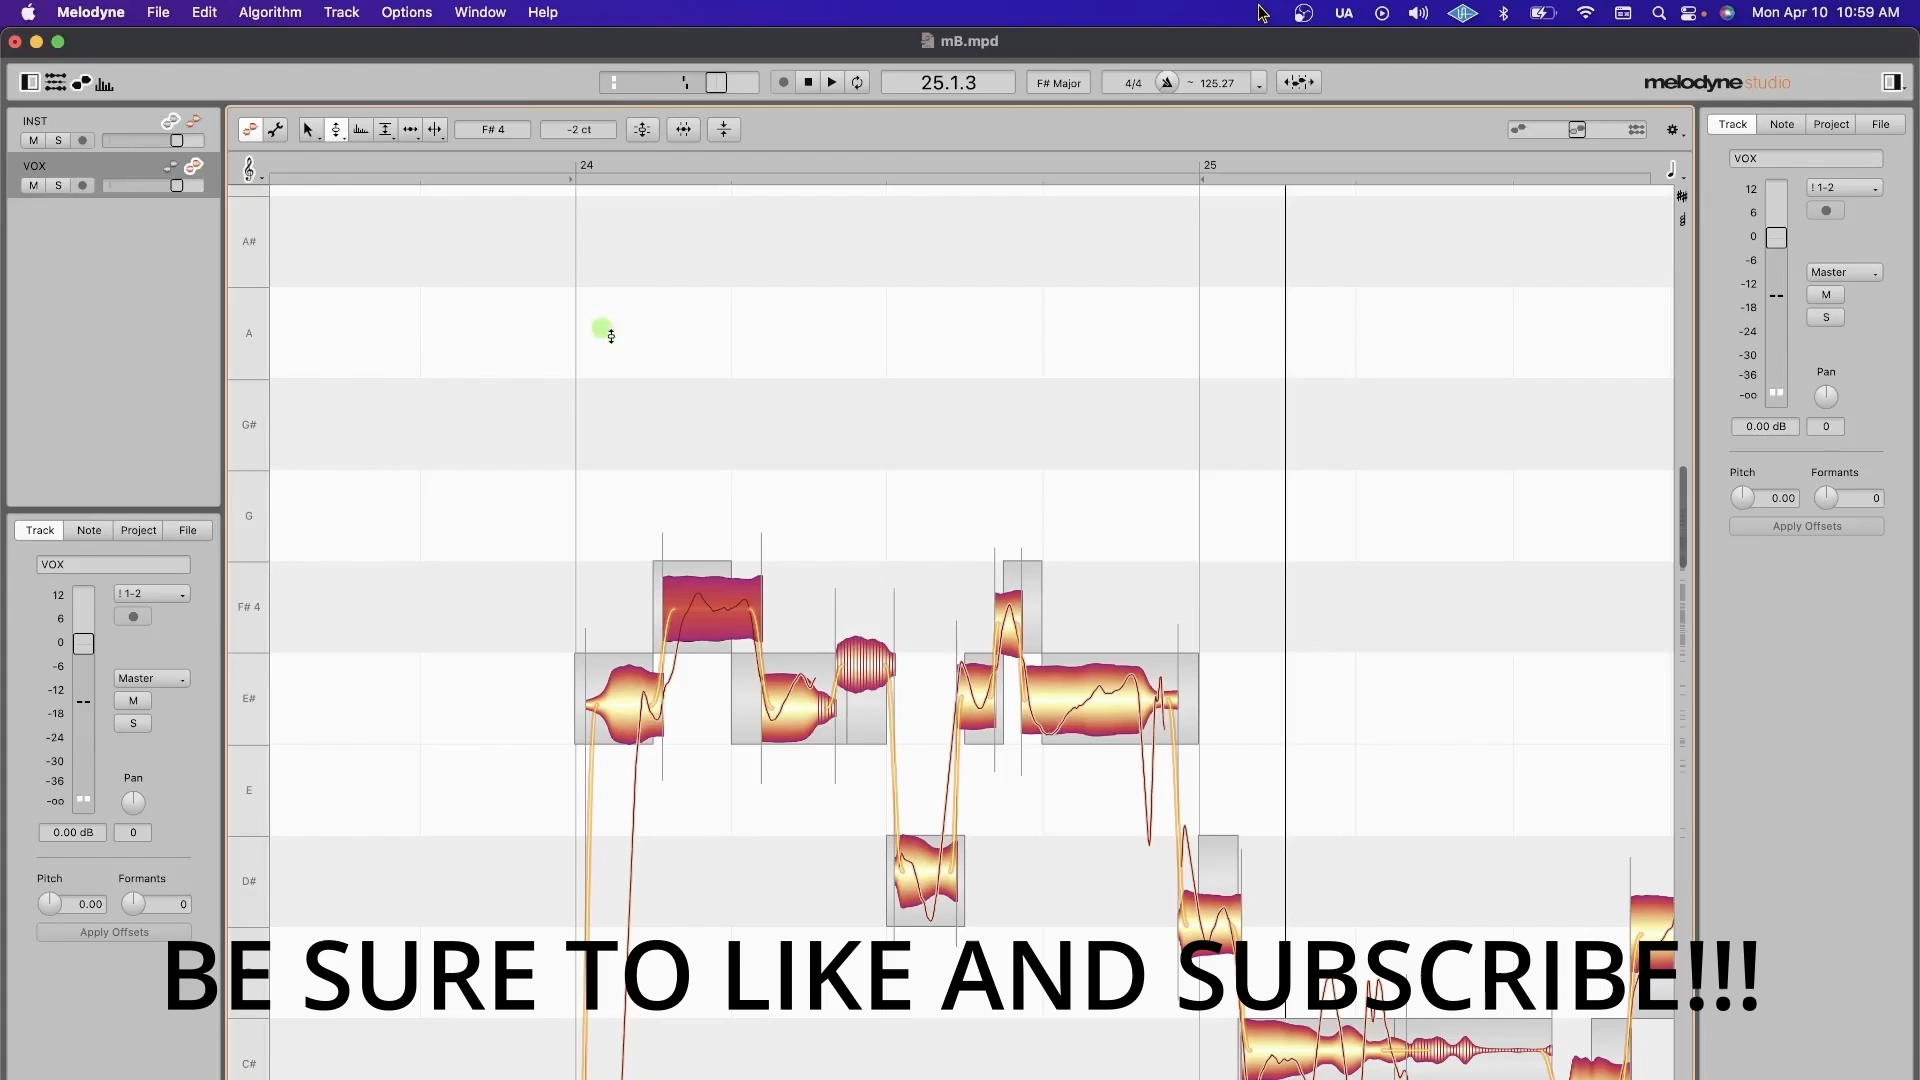 Melodyne File Edit Algorithm Track Options Window Help UA Mon Apr 10 10:59 AM
mB.mpd
25.1.3 F# Major 4/4 ~ 125.27 melodyne studio
INST
M S
VOX
M S
F# 4 -2 ct
24 25
A#
A
G#
G
F# 4
E#
E
D#
C#
Track Note Project File
VOX
12
6
0
-6
-12
-18
-24
-30
-36
-oo
! 1-2
Master
M
S
Pan
0.00 dB 0
Pitch Formants
0.00 0
Apply Offsets
Track Note Project File
VOX
12
6
0
-6
-12
-18
-24
-30
-36
-oo
! 1-2
Master
M
S
Pan
0.00 dB 0
Pitch Formants
0.00 0
Apply Offsets
BE SURE TO LIKE AND SUBSCRIBE!!!